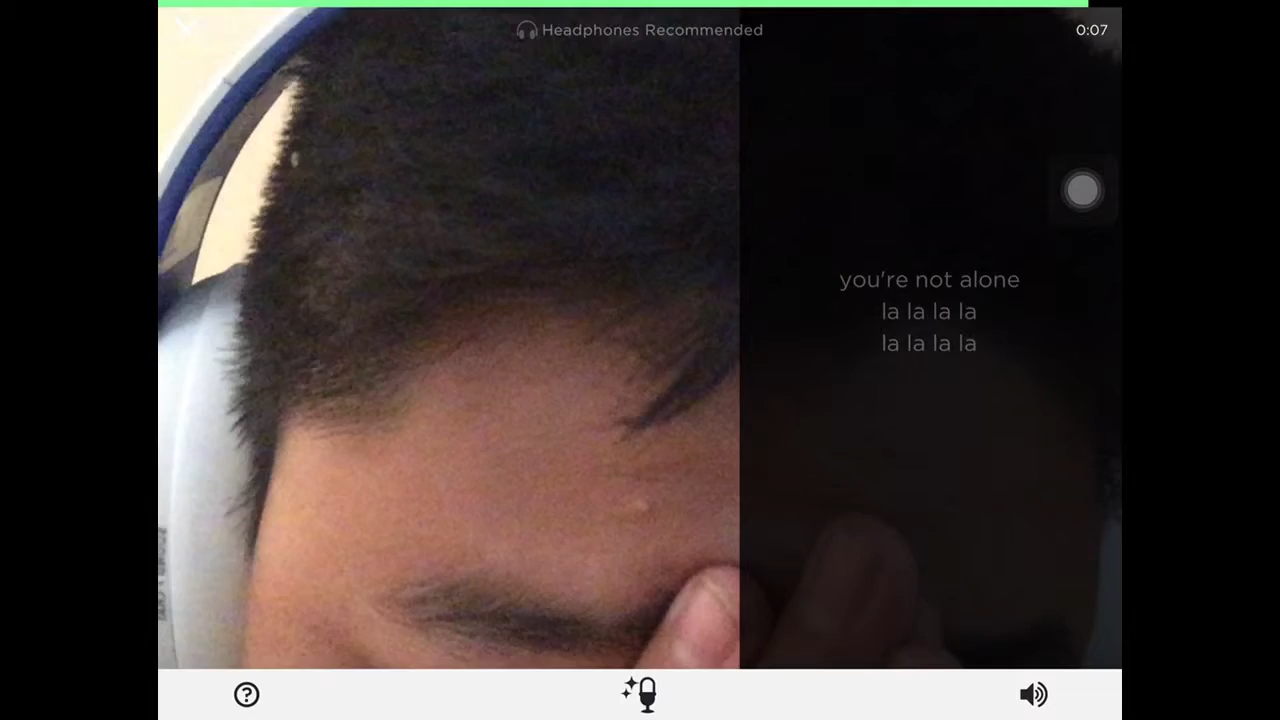 Headphones Recommended
0:07
you're not alone
la la la la
la la la la
?